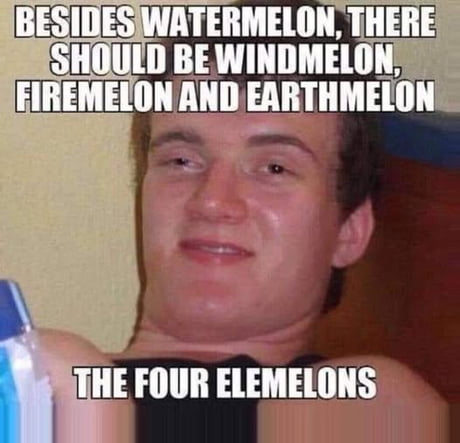 BESIDES WATERMELON, THERE
SHOULD BE WINDMELON,
FIREMELON AND EARTHMELON
THE FOUR ELEMELONS